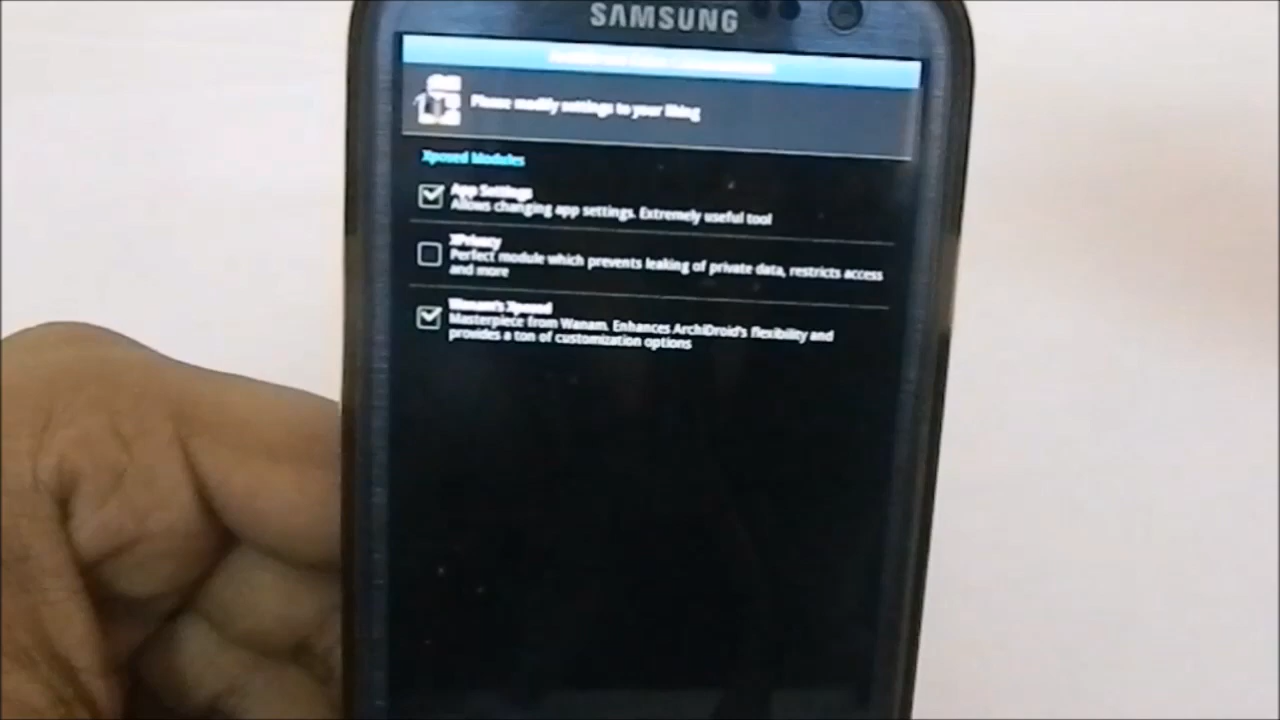 SAMSUNG
Please modify settings to your liking
Xposed Modules
App Settings
Allows changing app settings. Extremely useful tool
XPrivacy
Perfect module which prevents leaking of private data, restricts access
and more
Wanam's Xposed
Masterpiece from Wanam. Enhances ArchiDroid's flexibility and
provides a ton of customization options